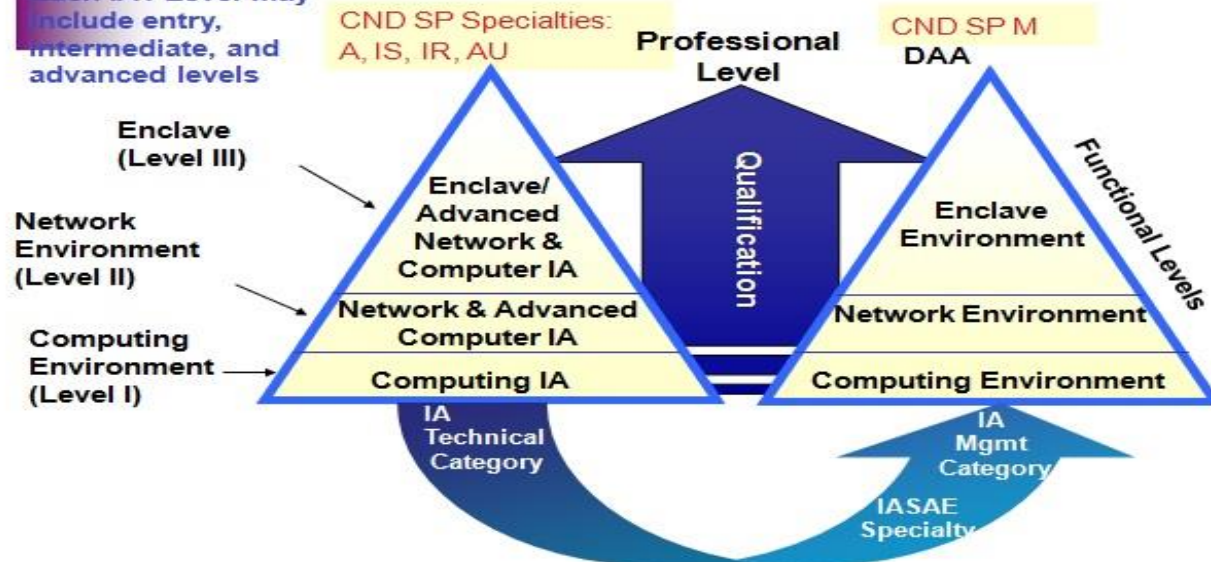 include entry,
intermediate, and
advanced levels
CND SP Specialties:
A, IS, IR, AU
Professional
Level
CND SP M
DAA
Enclave
(Level III)
Network
Environment
(Level II)
Computing
Environment
(Level I)
Enclave/
Advanced
Network &
Computer IA
Network & Advanced
Computer IA
Computing IA
Qualification
Enclave
Environment
Network Environment
Computing Environment
Functional Levels
IA
Technical
Category
IA
Mgmt
Category
IASAE
Specialty